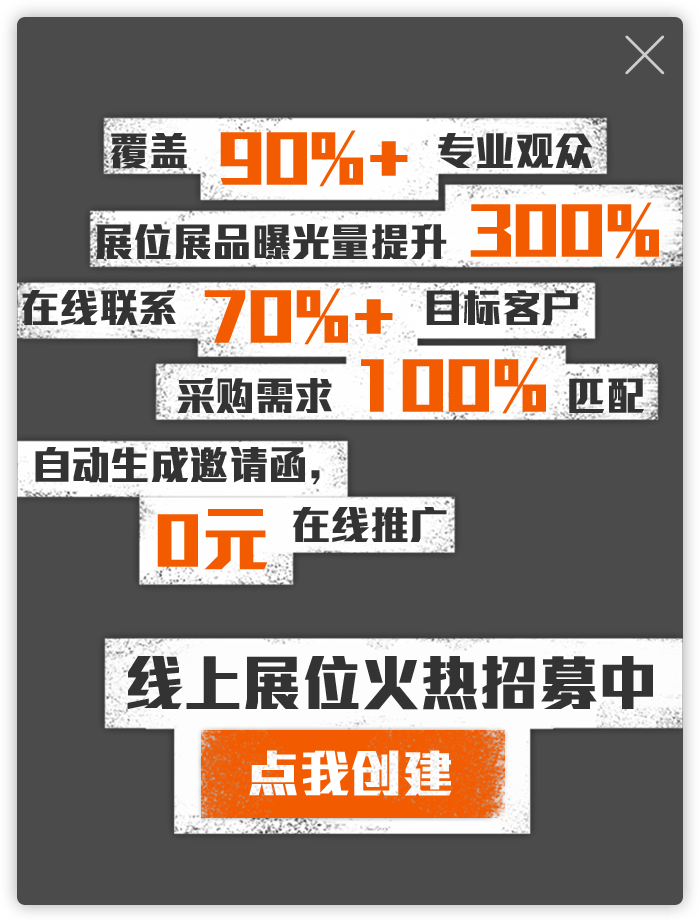 覆盖 90%+ 专业观众
展位展品曝光量提升 300%
在线联系 70%+ 目标客户
采购需求 100% 匹配
自动生成邀请函，
0元 在线推广
线上展位火热招募中
点我创建